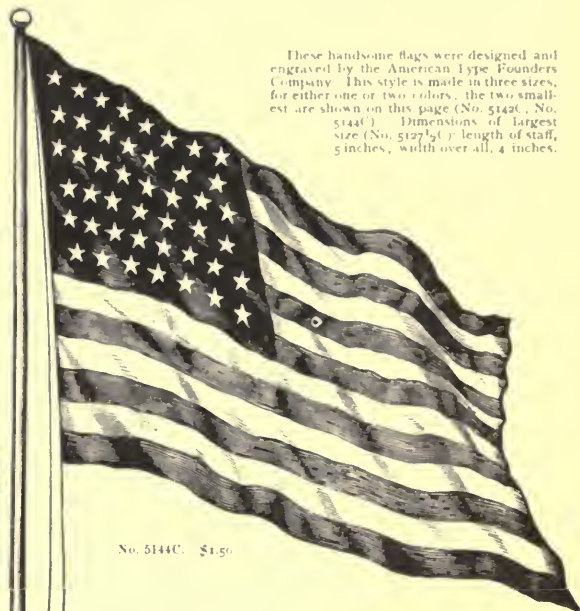 These handsome flags were designed and
engraved by the American Type Founders
Company This style is made in three sizes,
for either one or two colors, the two small-
est are shown on this page (No. 5142C, No.
5144C) Dimensions of largest
size (No. 5127½C): length of staff,
5 inches, width over all, 4 inches.
No. 5144C. $1.50